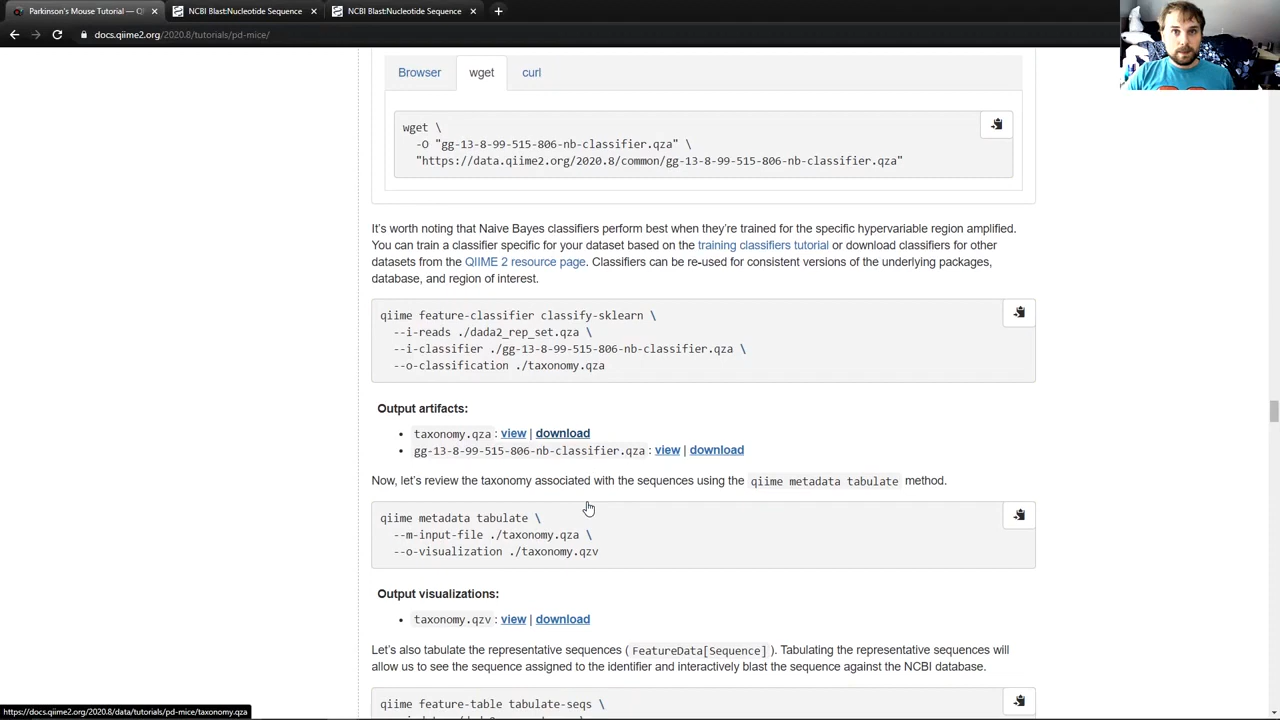 Parkinson's Mouse Tutorial — Q
NCBI Blast:Nucleotide Sequence
NCBI Blast:Nucleotide Sequence
docs.qiime2.org/2020.8/tutorials/pd-mice/
Browser
wget
curl
wget \
-O "gg-13-8-99-515-806-nb-classifier.qza" \
"https://data.qiime2.org/2020.8/common/gg-13-8-99-515-806-nb-classifier.qza"
It's worth noting that Naive Bayes classifiers perform best when they're trained for the specific hypervariable region amplified.
You can train a classifier specific for your dataset based on the training classifiers tutorial or download classifiers for other
datasets from the QIIME 2 resource page. Classifiers can be re-used for consistent versions of the underlying packages,
database, and region of interest.
qiime feature-classifier classify-sklearn \
--i-reads ./dada2_rep_set.qza \
--i-classifier ./gg-13-8-99-515-806-nb-classifier.qza \
--o-classification ./taxonomy.qza
Output artifacts:
• taxonomy.qza : view | download
• gg-13-8-99-515-806-nb-classifier.qza : view | download
Now, let's review the taxonomy associated with the sequences using the qiime metadata tabulate method.
qiime metadata tabulate \
--m-input-file ./taxonomy.qza \
--o-visualization ./taxonomy.qzv
Output visualizations:
• taxonomy.qzv : view | download
Let's also tabulate the representative sequences ( FeatureData[Sequence] ). Tabulating the representative sequences will
allow us to see the sequence assigned to the identifier and interactively blast the sequence against the NCBI database.
qiime feature-table tabulate-seqs \
https://docs.qiime2.org/2020.8/data/tutorials/pd-mice/taxonomy.qza